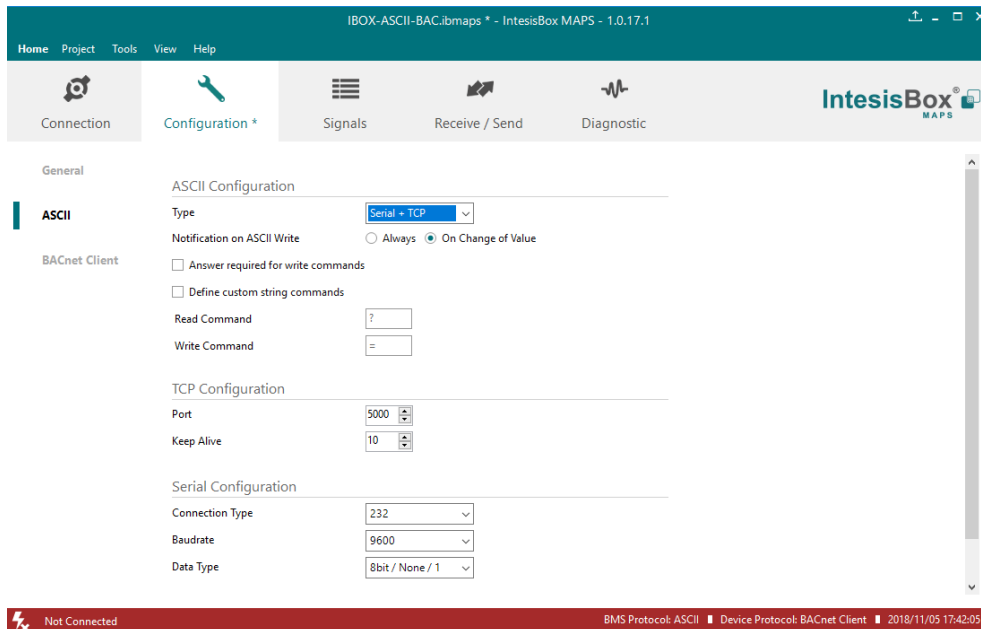 IBOX-ASCII-BAC.ibmaps * - IntesisBox MAPS - 1.0.17.1
Home Project Tools View Help
Connection Configuration * Signals Receive / Send Diagnostic
IntesisBox®
MAPS
General
ASCII
BACnet Client
ASCII Configuration
Type Serial + TCP
Notification on ASCII Write Always On Change of Value
Answer required for write commands
Define custom string commands
Read Command ?
Write Command =
TCP Configuration
Port 5000
Keep Alive 10
Serial Configuration
Connection Type 232
Baudrate 9600
Data Type 8bit / None / 1
Not Connected BMS Protocol: ASCII Device Protocol: BACnet Client 2018/11/05 17:42:05